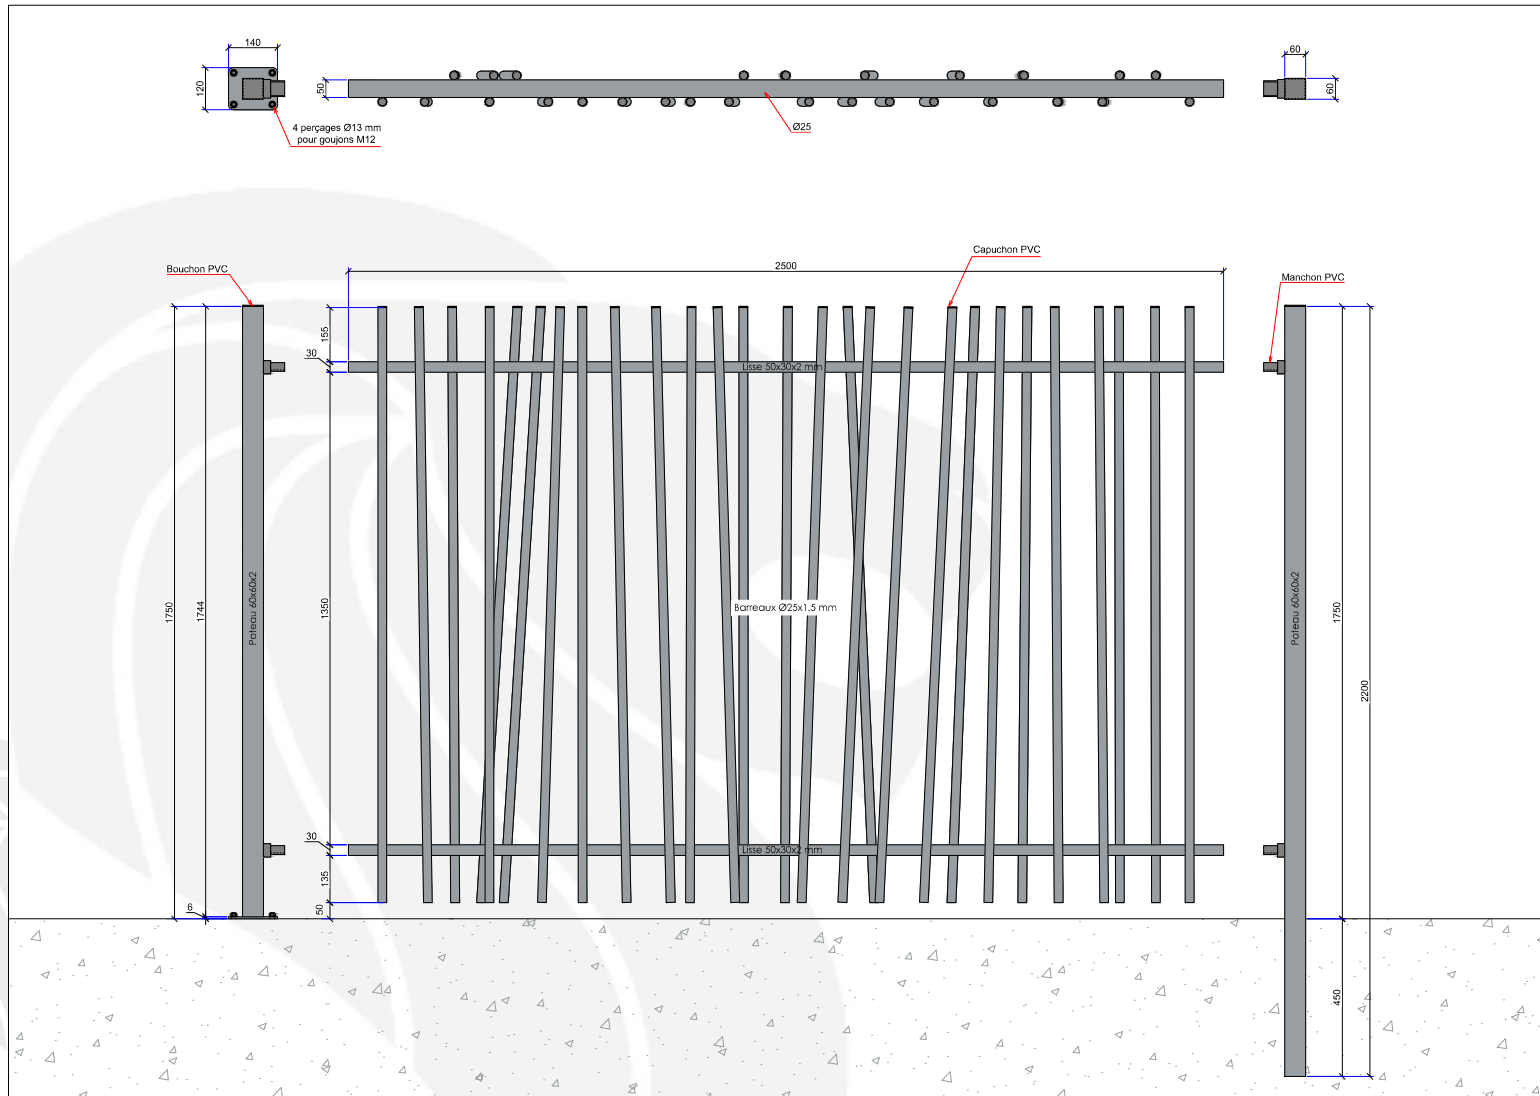 140
120
4 perçages Ø13 mm
pour goujons M12
50
Ø25
60
60
Bouchon PVC
2500
Capuchon PVC
Manchon PVC
155
30
Lisse 50x30x2 mm
1750
1744
Poteau 60x60x2
1350
Barreaux Ø25x1.5 mm
Poteau 60x60x2
1750
2200
30
Lisse 50x30x2 mm
135
6
50
450